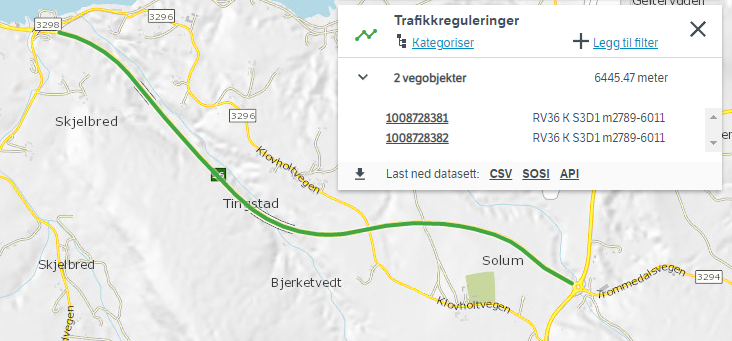 Trafikkreguleringer
Kategoriser
Legg til filter
2 vegobjekter
6445.47 meter
1008728381
RV36 K S3D1 m2789-6011
1008728382
RV36 K S3D1 m2789-6011
Last ned datasett:
CSV
SOSI
API
3298
3296
Skjelbred
3296
Klovholtvegen
Tingstad
Skjelbred
Bjerketvedt
Solum
Klovholtvegen
Trommedalsvegen
3294